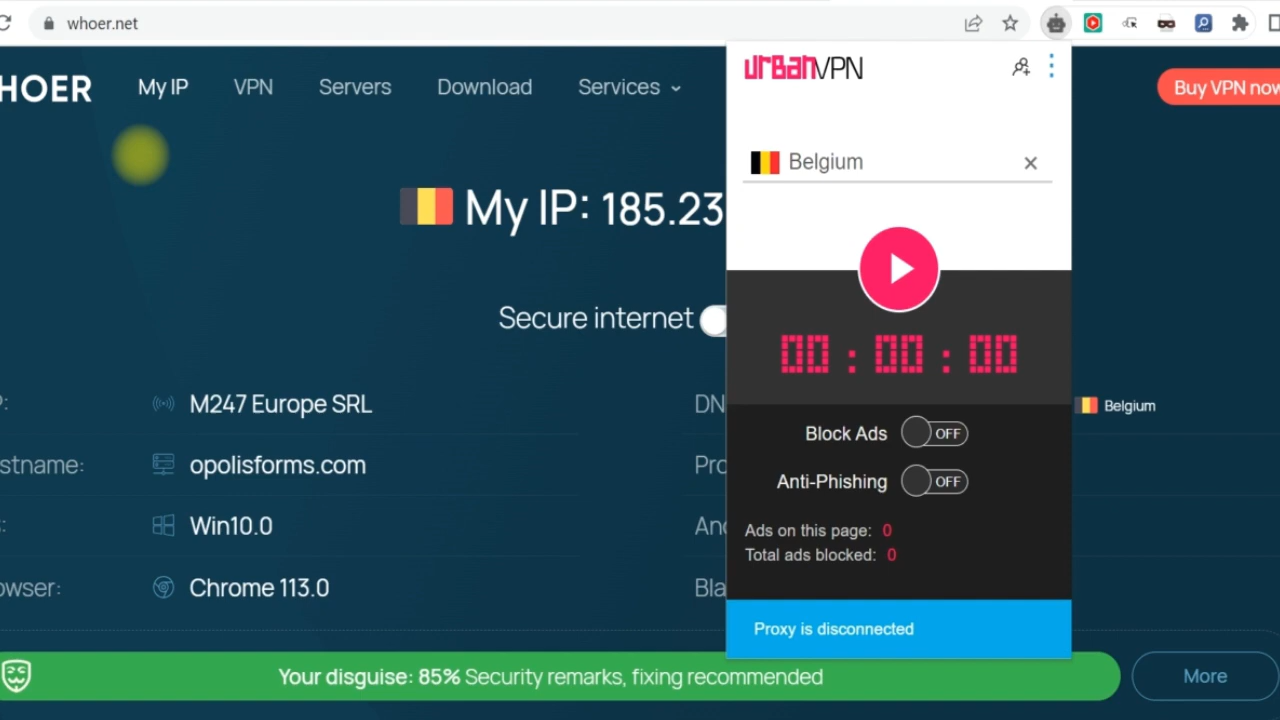 whoer.net
HOER
My IP
VPN
Servers
Download
Services
Buy VPN now
urbanVPN
Belgium
My IP: 185.23
Secure internet
00 : 00 : 00
M247 Europe SRL
DN
Belgium
Block Ads OFF
stname:
opolisforms.com
Pro
Anti-Phishing OFF
Win10.0
An
Ads on this page: 0
Total ads blocked: 0
owser:
Chrome 113.0
Bla
Proxy is disconnected
Your disguise: 85% Security remarks, fixing recommended
More